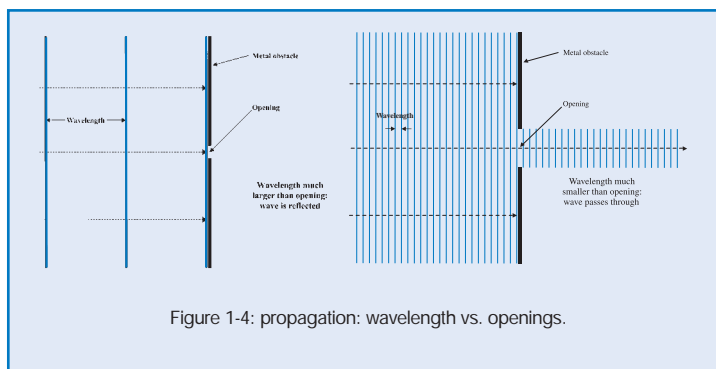 Metal obstacle
Opening
Wavelength
Wavelength much
larger than opening:
wave is reflected
Metal obstacle
Opening
Wavelength
Wavelength much
smaller than opening:
wave passes through
Figure 1-4: propagation: wavelength vs. openings.